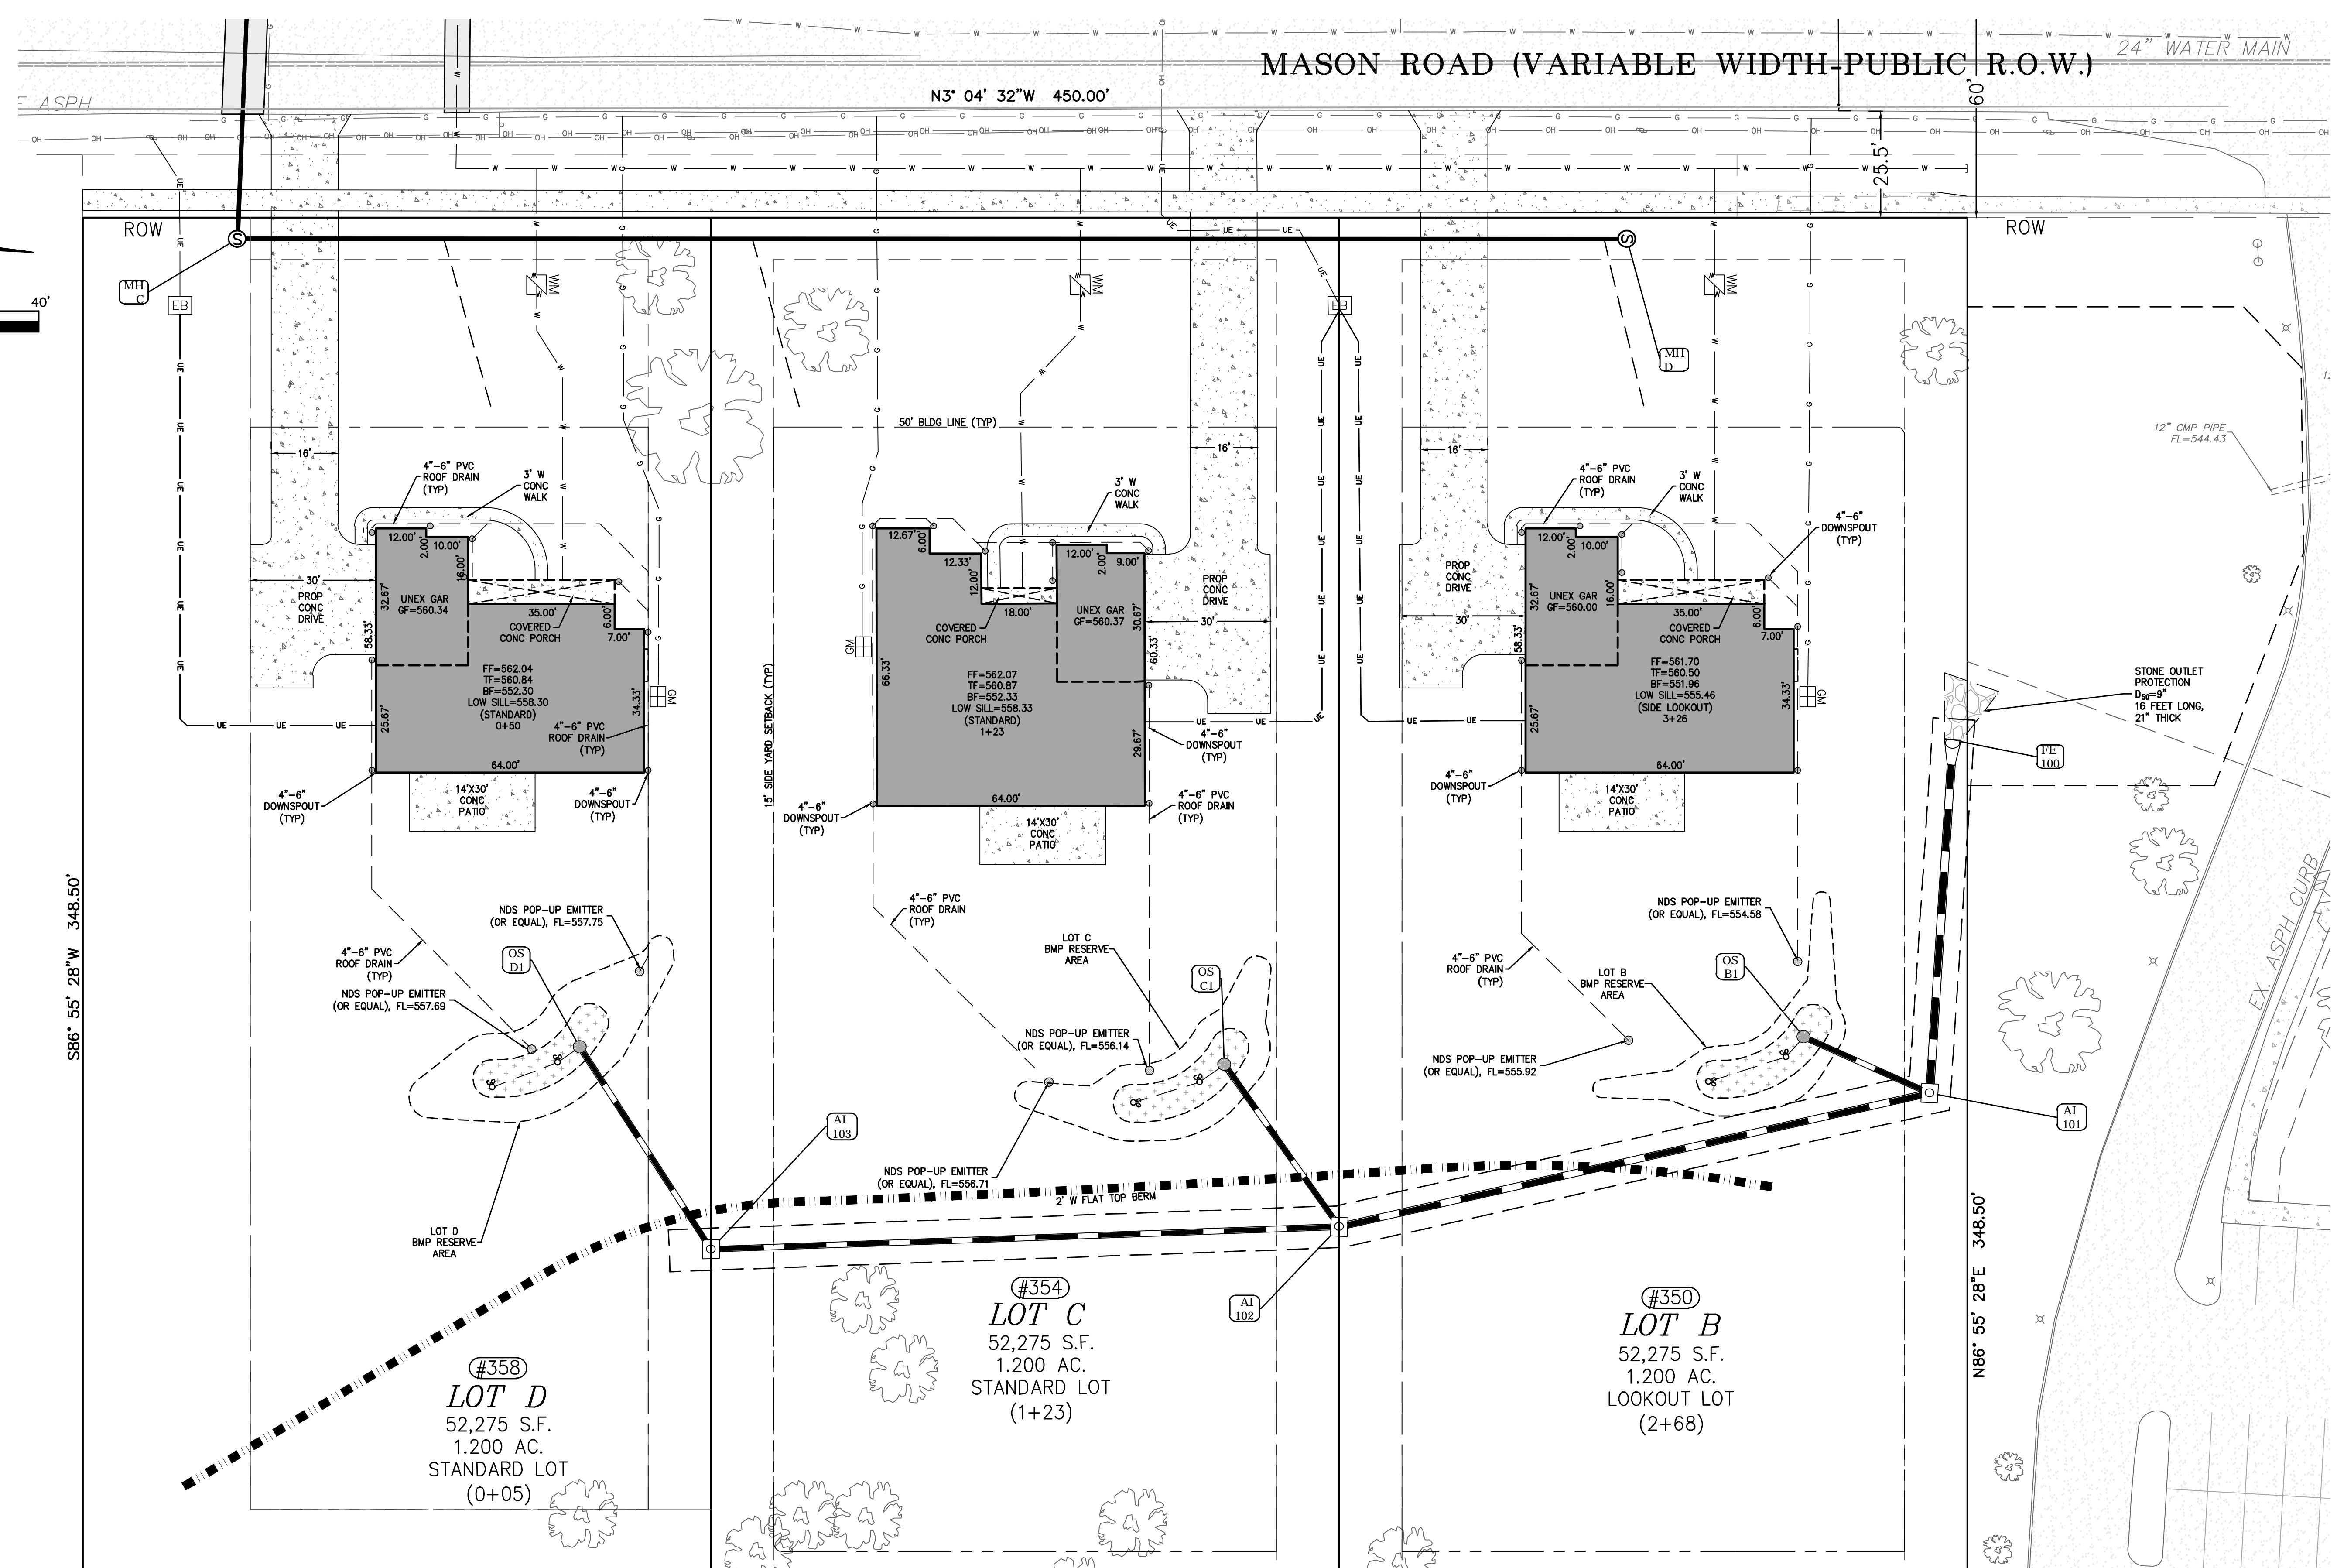 MASON ROAD (VARIABLE WIDTH-PUBLIC R.O.W.)
24" WATER MAIN
N3° 04' 32"W 450.00'
60'
25.5'
ASPH
ROW
ROW
40'
MH
C
EB
EB
MH
D
WM
WM
WM
50' BLDG LINE (TYP)
12" CMP PIPE
FL=544.43
16'
16'
16'
4"-6" PVC
ROOF DRAIN
(TYP)
3' W
CONC
WALK
12.00'
2.00'
10.00'
16.00'
32.67'
30'
PROP
CONC
DRIVE
UNEX GAR
GF=560.34
35.00'
6.00'
7.00'
COVERED
CONC PORCH
58.33'
FF=562.04
TF=560.84
BF=552.30
LOW SILL=558.30
(STANDARD)
0+50
4"-6" PVC
ROOF DRAIN
(TYP)
34.33'
25.67'
GM
64.00'
14'X30'
CONC
PATIO
4"-6"
DOWNSPOUT
(TYP)
4"-6"
DOWNSPOUT
(TYP)
15' SIDE YARD SETBACK (TYP)
3' W
CONC
WALK
12.67'
6.00'
12.33'
12.00'
18.00'
12.00'
2.00'
9.00'
COVERED
CONC PORCH
UNEX GAR
GF=560.37
30.67'
60.33'
PROP
CONC
DRIVE
30'
GM
66.33'
FF=562.07
TF=560.87
BF=552.33
LOW SILL=558.33
(STANDARD)
1+23
29.67'
64.00'
4"-6"
DOWNSPOUT
(TYP)
4"-6"
DOWNSPOUT
(TYP)
4"-6" PVC
ROOF DRAIN
(TYP)
14'X30'
CONC
PATIO
4"-6" PVC
ROOF DRAIN
(TYP)
3' W
CONC
WALK
4"-6"
DOWNSPOUT
(TYP)
12.00'
2.00'
10.00'
16.00'
32.67'
PROP
CONC
DRIVE
30'
UNEX GAR
GF=560.00
35.00'
6.00'
7.00'
COVERED
CONC PORCH
58.33'
FF=561.70
TF=560.50
BF=551.96
LOW SILL=555.46
(SIDE LOOKOUT)
3+26
34.33'
25.67'
GM
64.00'
4"-6"
DOWNSPOUT
(TYP)
14'X30'
CONC
PATIO
STONE OUTLET
PROTECTION
D50=9"
16 FEET LONG,
21" THICK
FE
100
S86° 55' 28"W 348.50'
NDS POP-UP EMITTER
(OR EQUAL), FL=557.75
OS
D1
4"-6" PVC
ROOF DRAIN
(TYP)
NDS POP-UP EMITTER
(OR EQUAL), FL=557.69
LOT D
BMP RESERVE
AREA
4"-6" PVC
ROOF DRAIN
(TYP)
LOT C
BMP RESERVE
AREA
OS
C1
NDS POP-UP EMITTER
(OR EQUAL), FL=556.14
NDS POP-UP EMITTER
(OR EQUAL), FL=556.71
AI
103
2' W FLAT TOP BERM
NDS POP-UP EMITTER
(OR EQUAL), FL=554.58
OS
B1
4"-6" PVC
ROOF DRAIN
(TYP)
LOT B
BMP RESERVE
AREA
NDS POP-UP EMITTER
(OR EQUAL), FL=555.92
AI
101
AI
102
EX. ASPH CURB
N86° 55' 28"E 348.50'
#358
LOT D
52,275 S.F.
1.200 AC.
STANDARD LOT
(0+05)
#354
LOT C
52,275 S.F.
1.200 AC.
STANDARD LOT
(1+23)
#350
LOT B
52,275 S.F.
1.200 AC.
LOOKOUT LOT
(2+68)